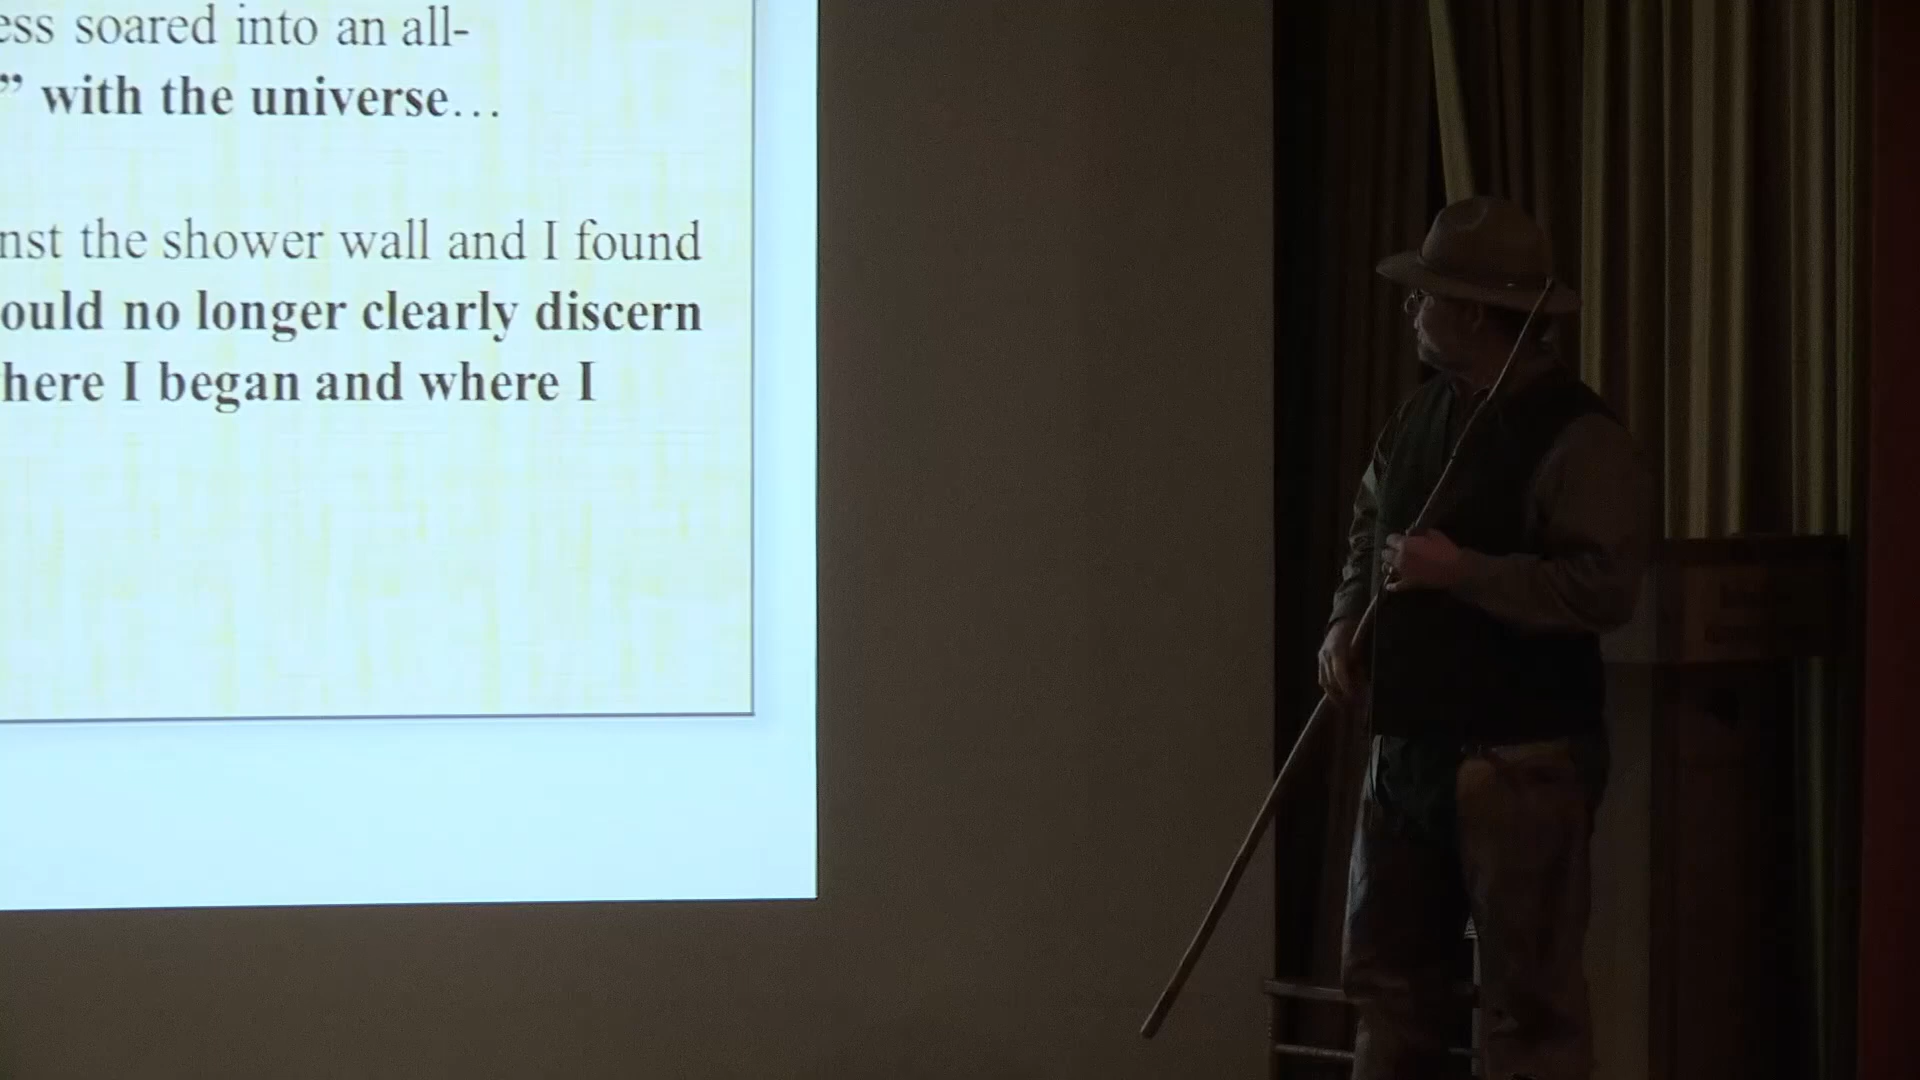 ess soared into an all-
” with the universe…
nst the shower wall and I found
ould no longer clearly discern
here I began and where I